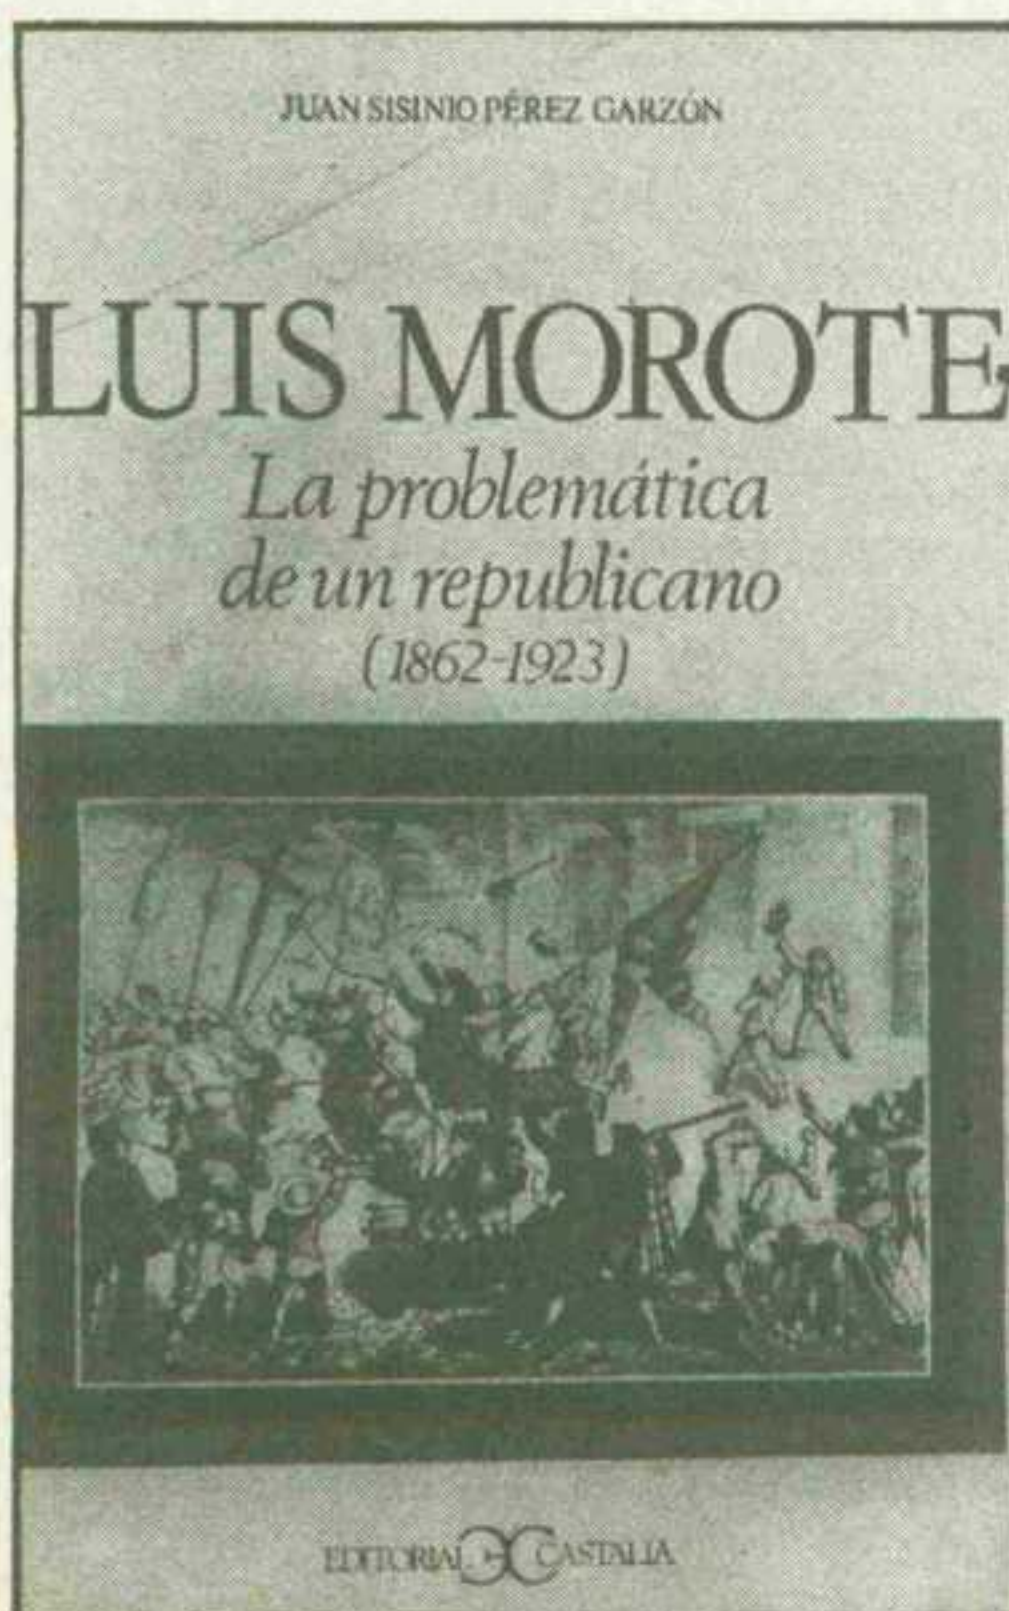 JUAN SISINIO PÉREZ GARZÓN
LUIS MOROTE
La problemática
de un republicano
(1862-1923)
EDITORIAL CASTALIA